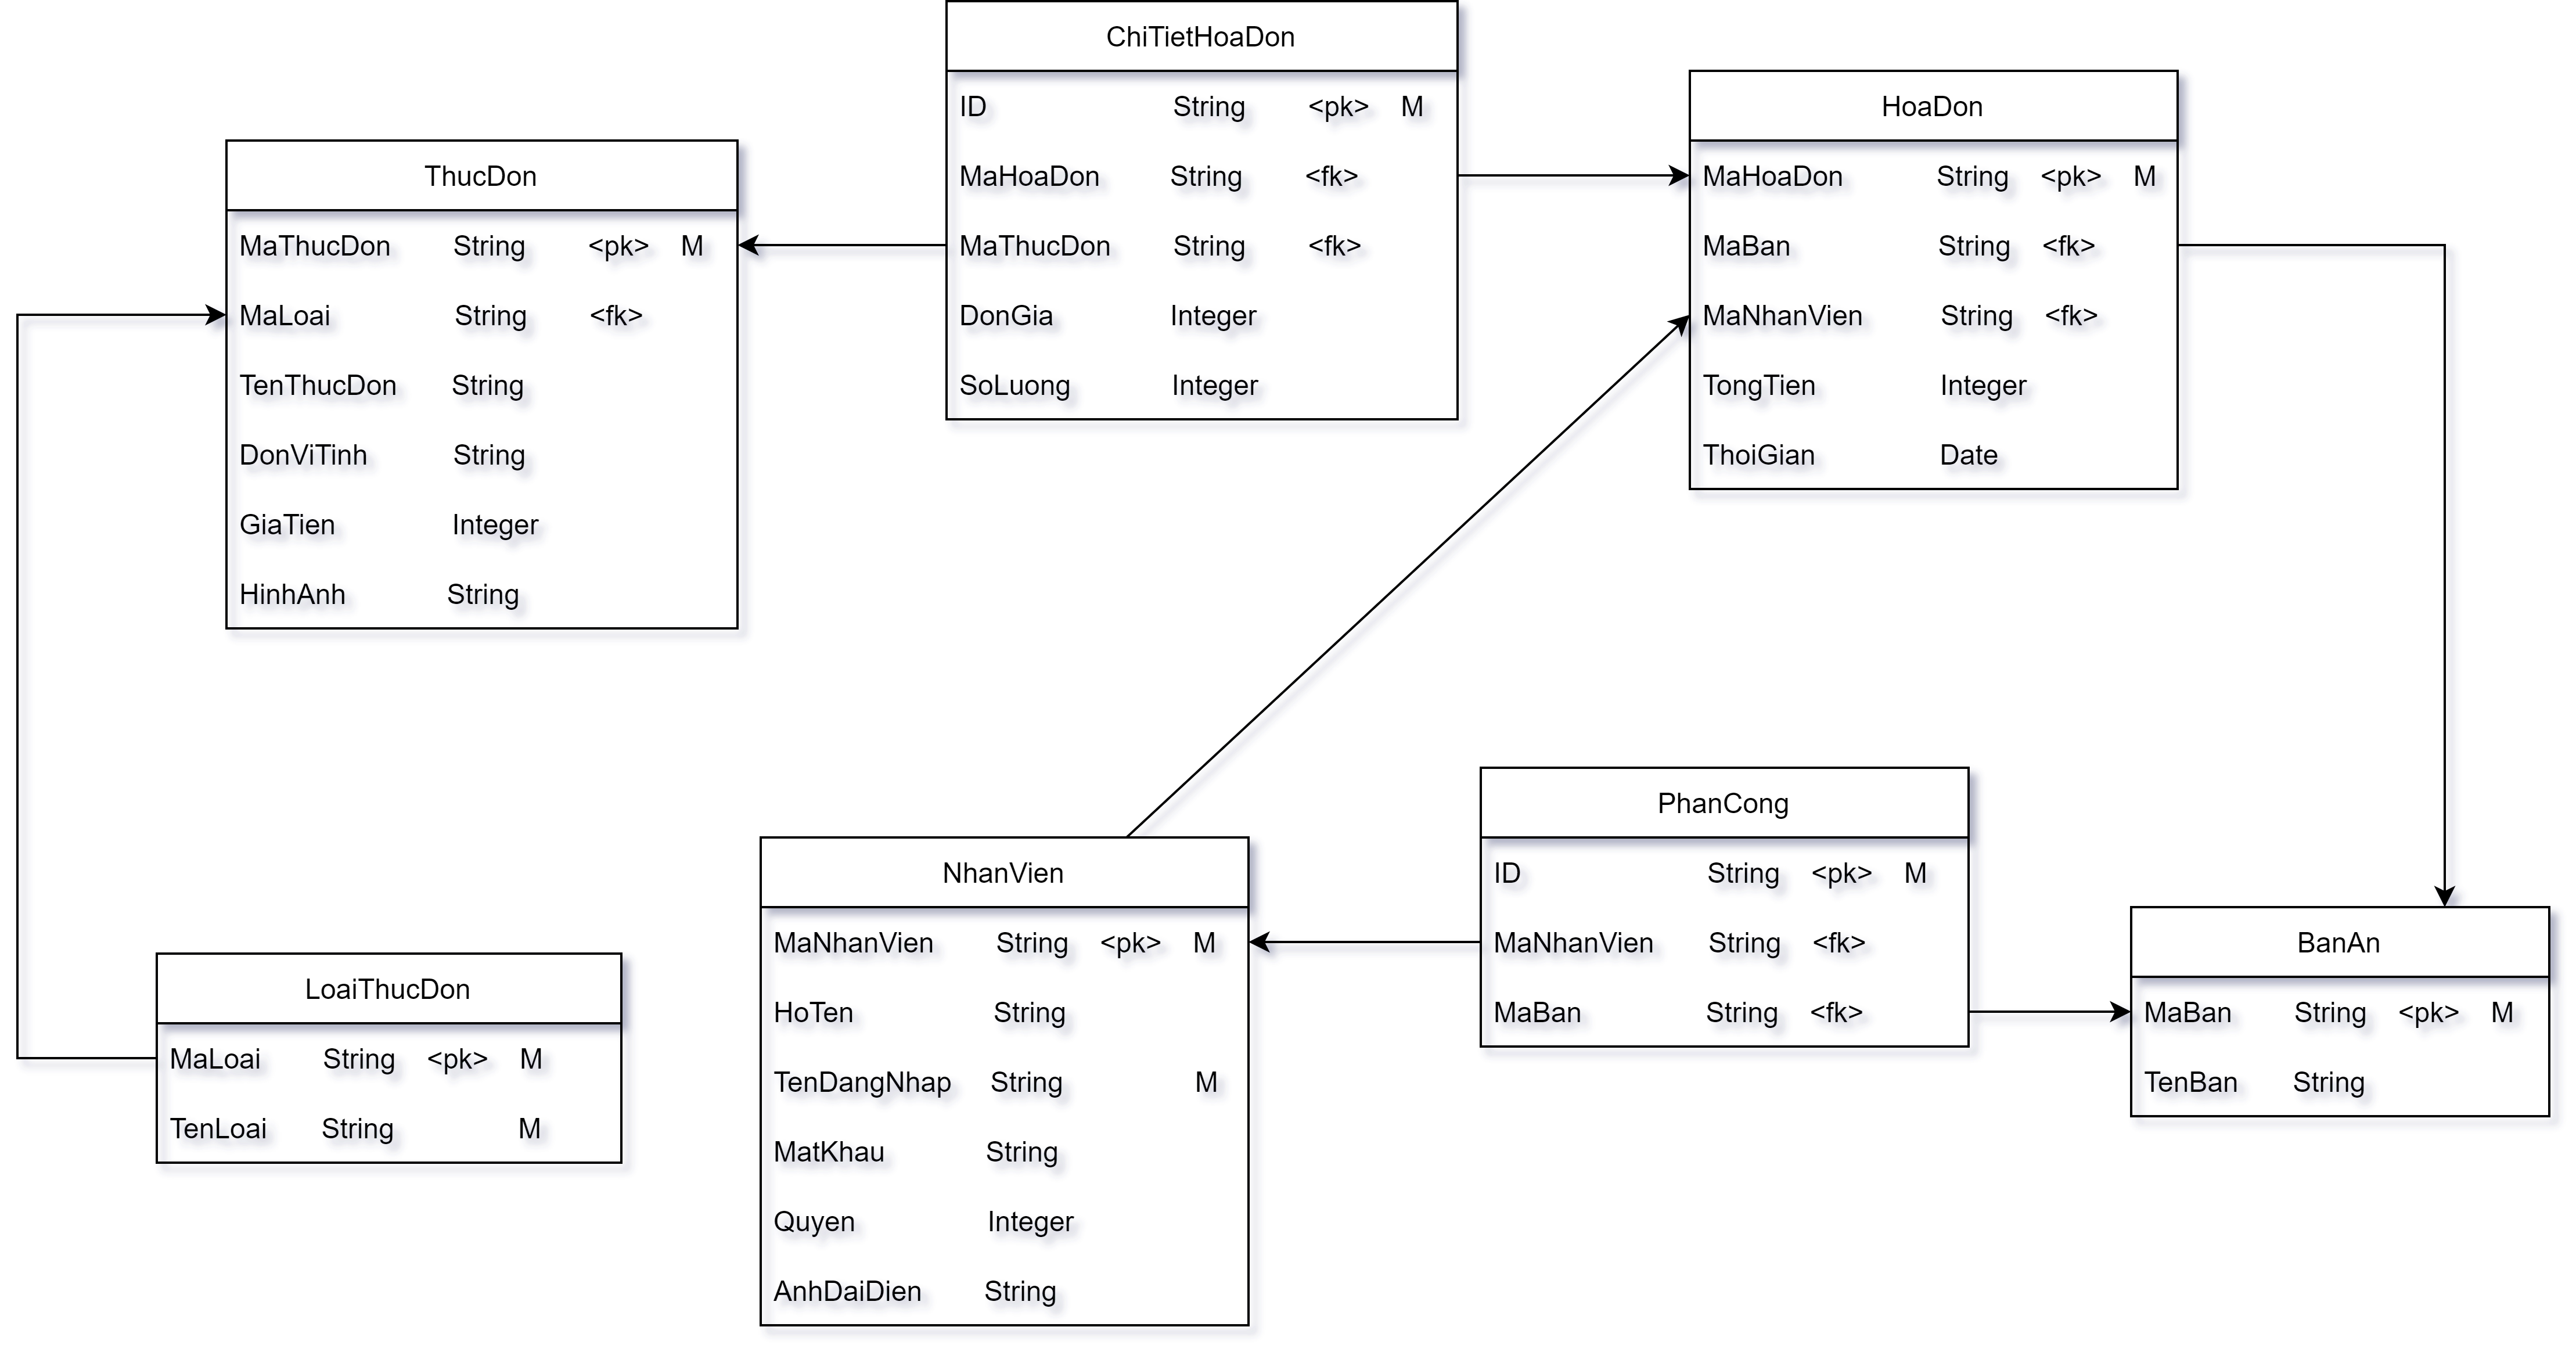 ChiTietHoaDon
ID String <pk> M
MaHoaDon String <fk>
MaThucDon String <fk>
DonGia Integer
SoLuong Integer
HoaDon
MaHoaDon String <pk> M
MaBan String <fk>
MaNhanVien String <fk>
TongTien Integer
ThoiGian Date
ThucDon
MaThucDon String <pk> M
MaLoai String <fk>
TenThucDon String
DonViTinh String
GiaTien Integer
HinhAnh String
PhanCong
ID String <pk> M
MaNhanVien String <fk>
MaBan String <fk>
NhanVien
MaNhanVien String <pk> M
HoTen String
TenDangNhap String M
MatKhau String
Quyen Integer
AnhDaiDien String
BanAn
MaBan String <pk> M
TenBan String
LoaiThucDon
MaLoai String <pk> M
TenLoai String M